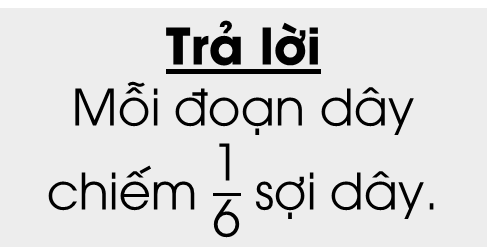 Trả lời
Mỗi đoạn dây
chiếm 1/6 sợi dây.